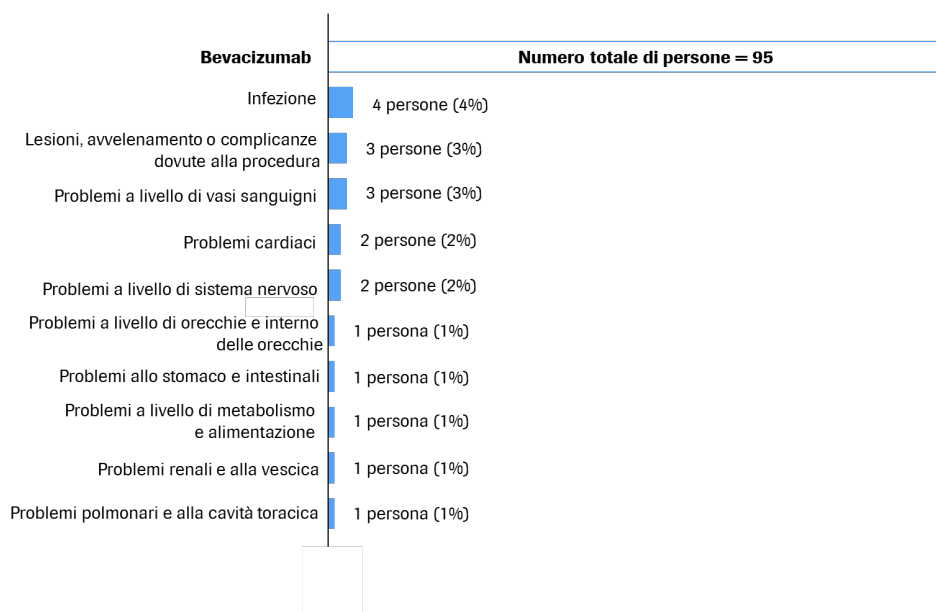 Bevacizumab
Numero totale di persone = 95
Infezione
4 persone (4%)
Lesioni, avvelenamento o complicanze
dovute alla procedura
3 persone (3%)
Problemi a livello di vasi sanguigni
3 persone (3%)
Problemi cardiaci
2 persone (2%)
Problemi a livello di sistema nervoso
2 persone (2%)
Problemi a livello di orecchie e interno
delle orecchie
1 persona (1%)
Problemi allo stomaco e intestinali
1 persona (1%)
Problemi a livello di metabolismo
e alimentazione
1 persona (1%)
Problemi renali e alla vescica
1 persona (1%)
Problemi polmonari e alla cavità toracica
1 persona (1%)